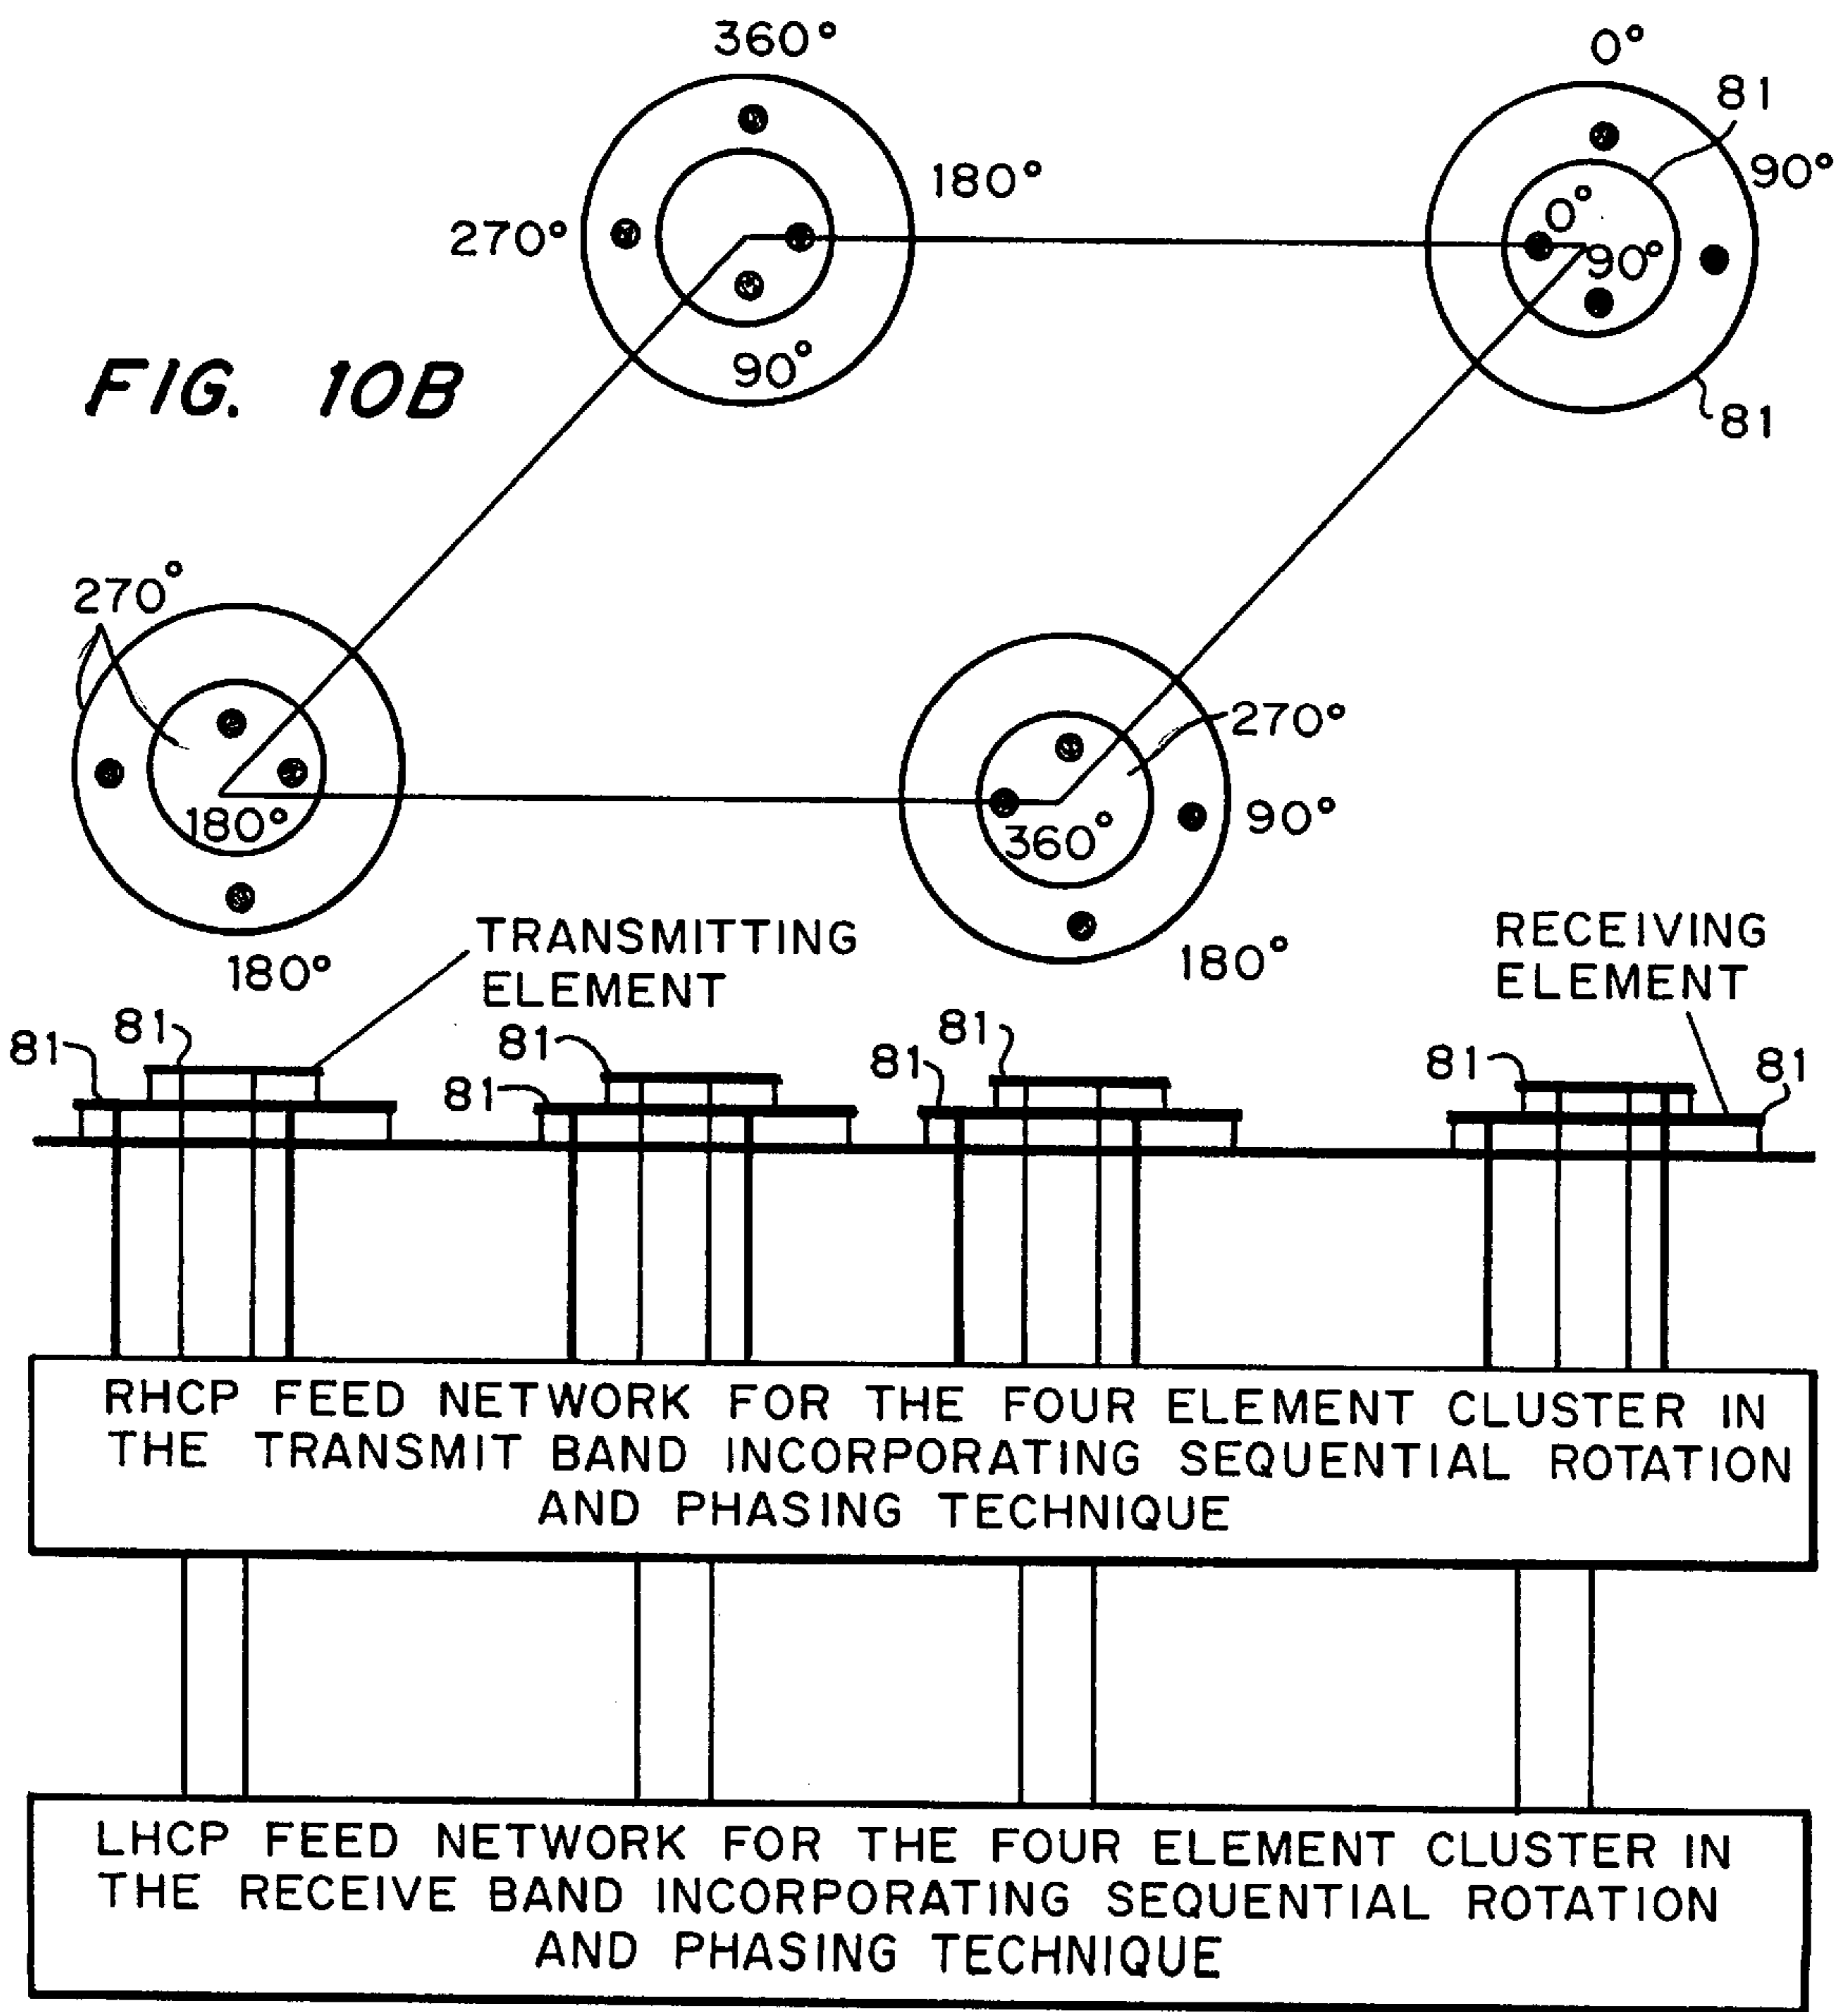 360°
0°
81
180°
90°
0°
270°
90°
90°
FIG. 10B
81
270°
270°
180°
360°
90°
180°
180°
TRANSMITTING
ELEMENT
RECEIVING
ELEMENT
81
81
81
81
81
81
81
81
RHCP FEED NETWORK FOR THE FOUR ELEMENT CLUSTER IN
THE TRANSMIT BAND INCORPORATING SEQUENTIAL ROTATION
AND PHASING TECHNIQUE
LHCP FEED NETWORK FOR THE FOUR ELEMENT CLUSTER IN
THE RECEIVE BAND INCORPORATING SEQUENTIAL ROTATION
AND PHASING TECHNIQUE